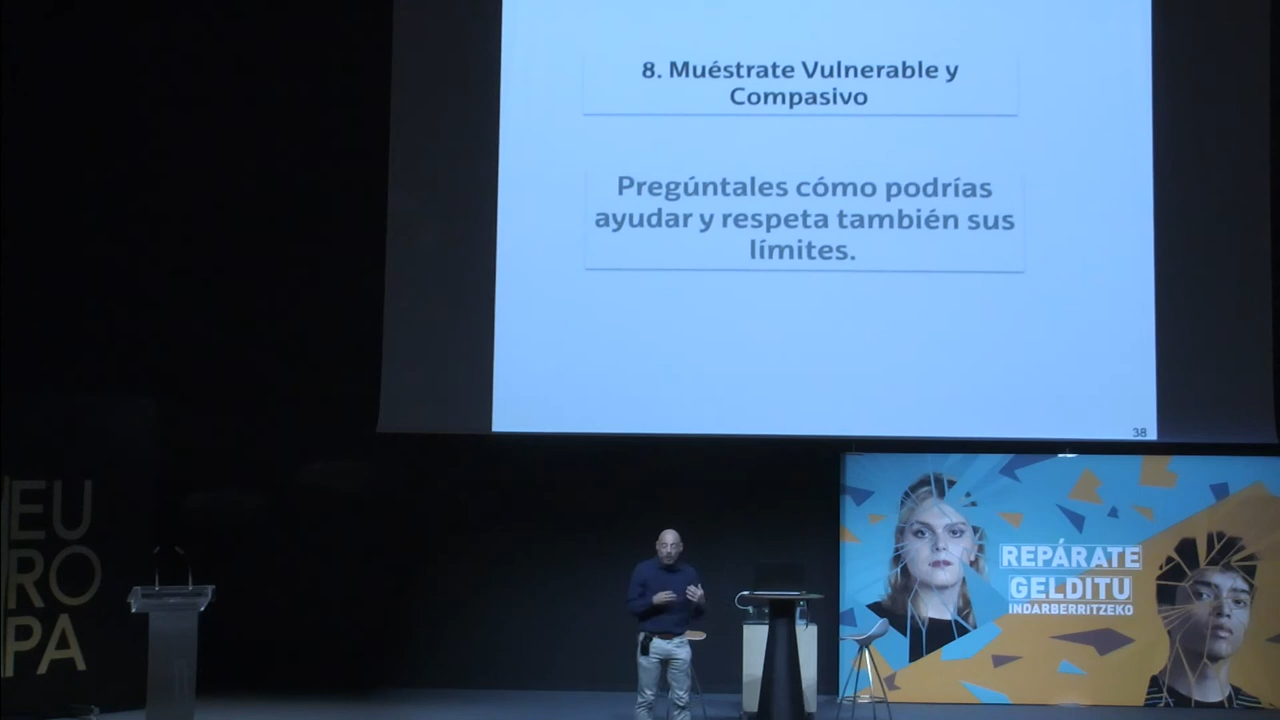 8. Muéstrate Vulnerable y
Compasivo
Pregúntales cómo podrías
ayudar y respeta también sus
límites.
38
EU
RO
PA
REPÁRATE
GELDITU
INDARBERRITZEKO